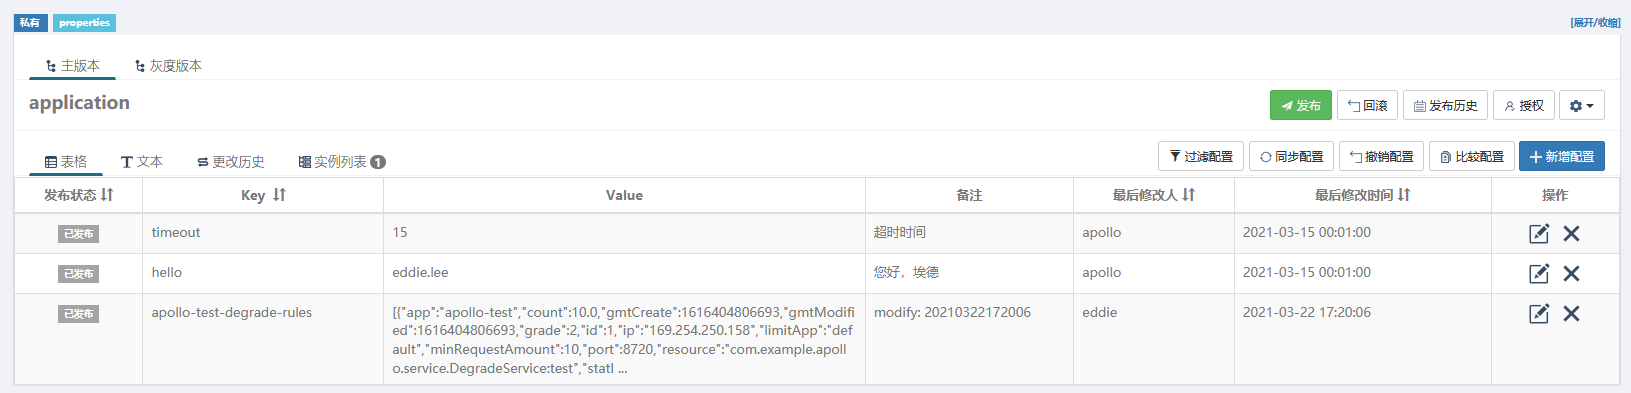 私有 properties [展开/收缩]
主版本 灰度版本
application 发布 回滚 发布历史 授权
表格 文本 更改历史 实例列表 1 过滤配置 同步配置 撤销配置 比较配置 新增配置
发布状态 Key Value 备注 最后修改人 最后修改时间 操作
已发布 timeout 15 超时时间 apollo 2021-03-15 00:01:00
已发布 hello eddie.lee 您好，埃德 apollo 2021-03-15 00:01:00
已发布 apollo-test-degrade-rules [{"app":"apollo-test","count":10.0,"gmtCreate":1616404806693,"gmtModifi modify: 20210322172006 eddie 2021-03-22 17:20:06
ed":1616404806693,"grade":2,"id":1,"ip":"169.254.250.158","limitApp":"def
ault","minRequestAmount":10,"port":8720,"resource":"com.example.apoll
o.service.DegradeService:test","statI ...